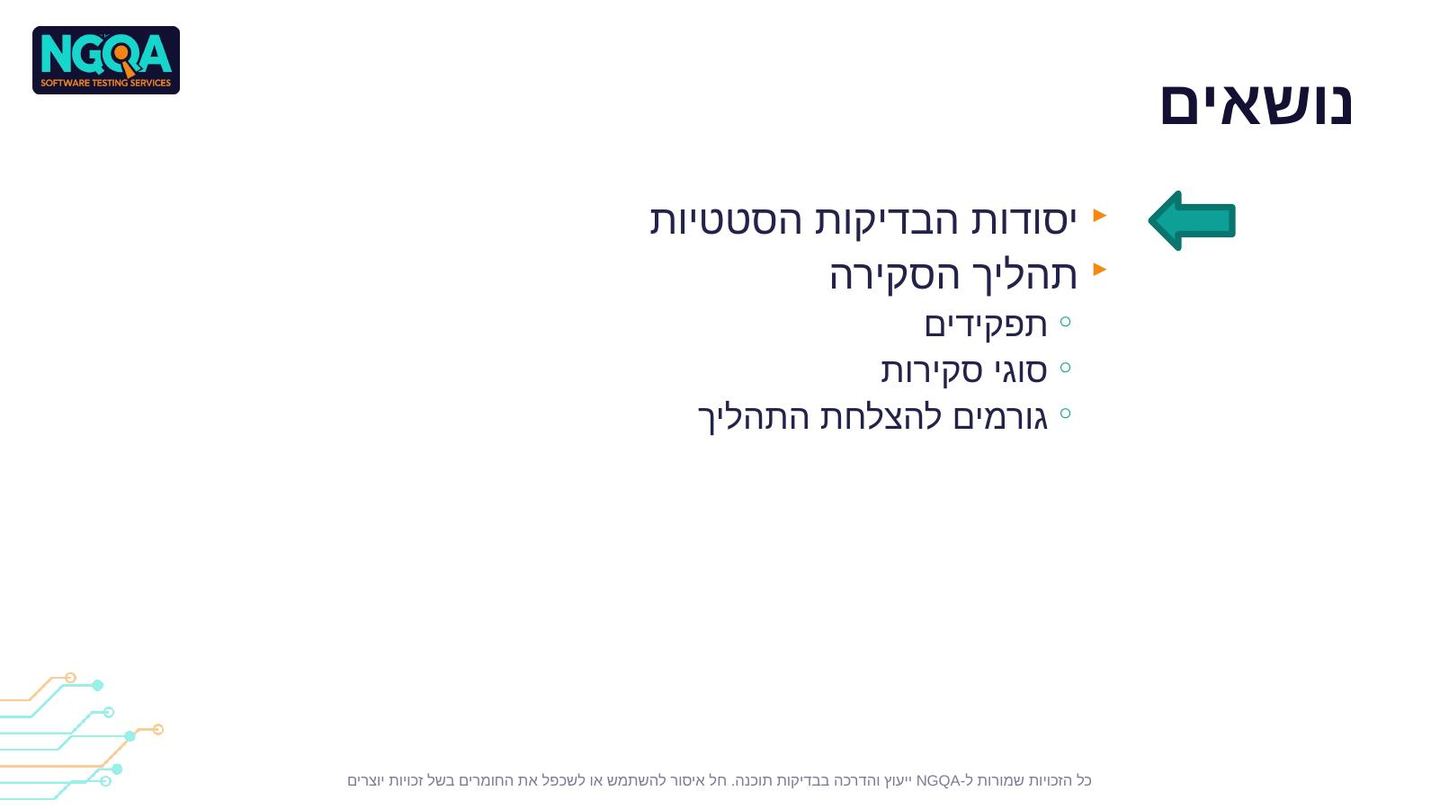 NGQA
SOFTWARE TESTING SERVICES
נושאים
יסודות הבדיקות הסטטיות
תהליך הסקירה
תפקידים
סוגי סקירות
גורמים להצלחת התהליך
כל הזכויות שמורות ל-NGQA ייעוץ והדרכה בבדיקות תוכנה. חל איסור להשתמש או לשכפל את החומרים בשל זכויות יוצרים